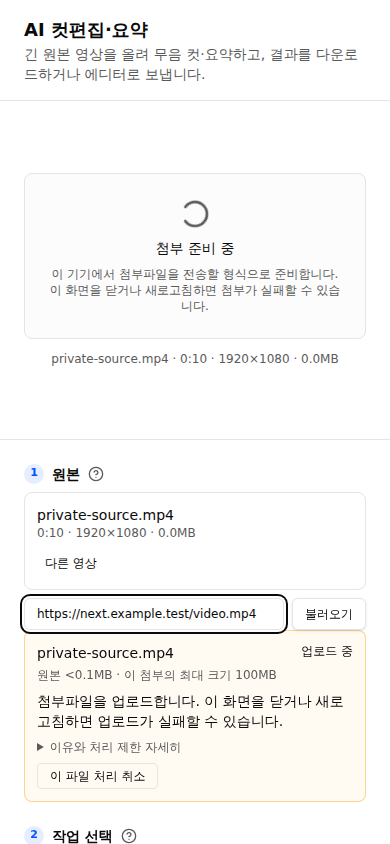 AI 컷편집·요약
긴 원본 영상을 올려 무음 컷·요약하고, 결과를 다운로
드하거나 에디터로 보냅니다.
첨부 준비 중
이 기기에서 첨부파일을 전송할 형식으로 준비합니다.
이 화면을 닫거나 새로고침하면 첨부가 실패할 수 있습
니다.
private-source.mp4 · 0:10 · 1920×1080 · 0.0MB
1 원본 ?
private-source.mp4
0:10 · 1920×1080 · 0.0MB
다른 영상
https://next.example.test/video.mp4 불러오기
private-source.mp4 업로드 중
원본 <0.1MB · 이 첨부의 최대 크기 100MB
첨부파일을 업로드합니다. 이 화면을 닫거나 새로
고침하면 업로드가 실패할 수 있습니다.
▶ 이유와 처리 제한 자세히
이 파일 처리 취소
2 작업 선택 ?